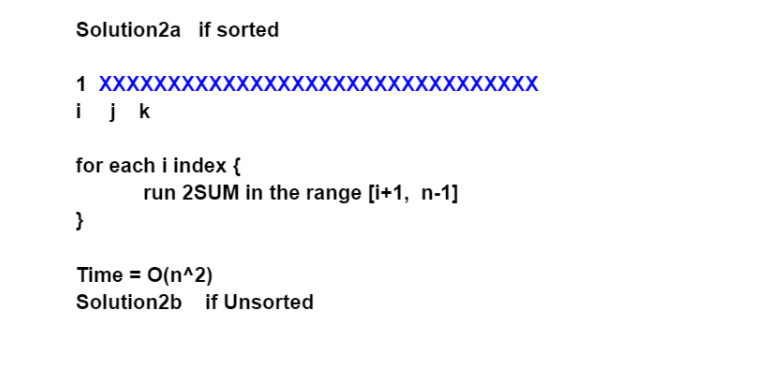 Solution2a if sorted
1 XXXXXXXXXXXXXXXXXXXXXXXXXXXXXXXXX
i j k
for each i index {
run 2SUM in the range [i+1, n-1]
}
Time = O(n^2)
Solution2b if Unsorted